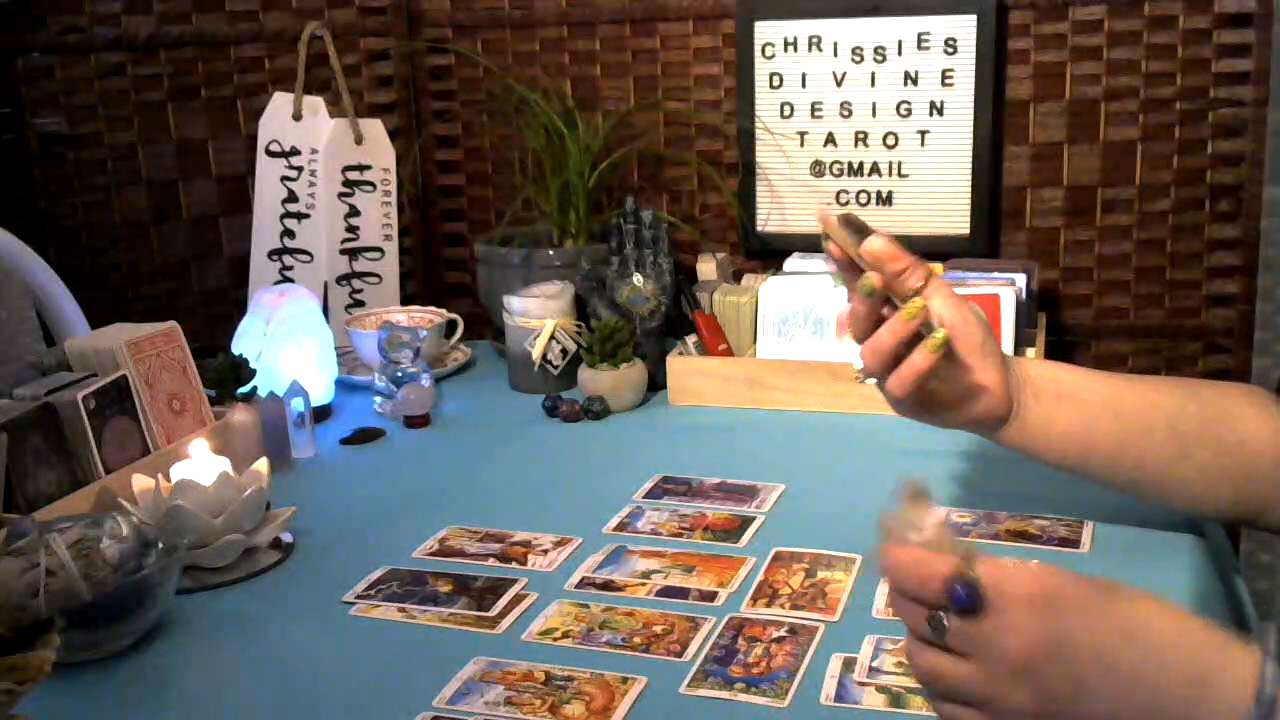 CHRISSIES
DIVINE
DESIGN
TAROT
@GMAIL
.COM
ALWAYS
grateful
FOREVER
thankful